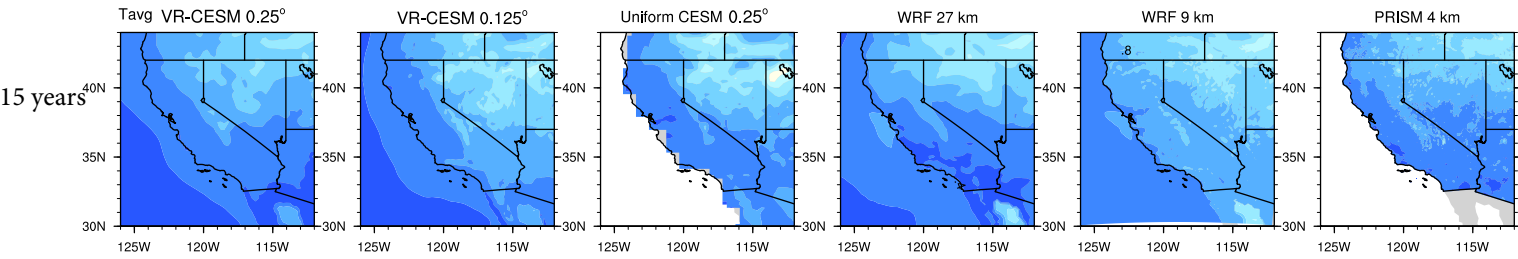 Tavg VR-CESM 0.25° VR-CESM 0.125° Uniform CESM 0.25° WRF 27 km WRF 9 km PRISM 4 km
.8
40N 40N 40N 40N 40N 40N
15 years
35N 35N 35N 35N 35N 35N
30N 30N 30N 30N 30N 30N
125W 120W 115W 125W 120W 115W 125W 120W 115W 125W 120W 115W 125W 120W 115W 125W 120W 115W